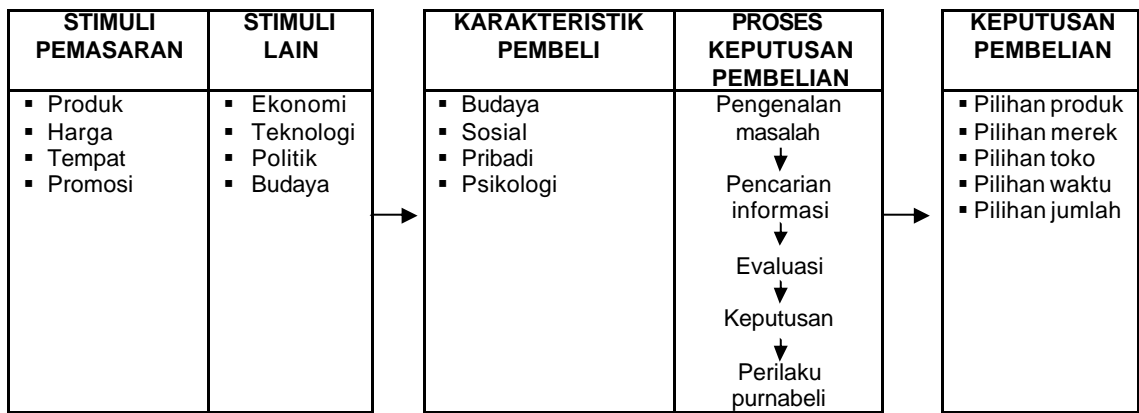 STIMULI
PEMASARAN
▪ Produk
▪ Harga
▪ Tempat
▪ Promosi
STIMULI
LAIN
▪ Ekonomi
▪ Teknologi
▪ Politik
▪ Budaya
KARAKTERISTIK
PEMBELI
▪ Budaya
▪ Sosial
▪ Pribadi
▪ Psikologi
PROSES
KEPUTUSAN
PEMBELIAN
Pengenalan
masalah
Pencarian
informasi
Evaluasi
Keputusan
Perilaku
purnabeli
KEPUTUSAN
PEMBELIAN
▪ Pilihan produk
▪ Pilihan merek
▪ Pilihan toko
▪ Pilihan waktu
▪ Pilihan jumlah